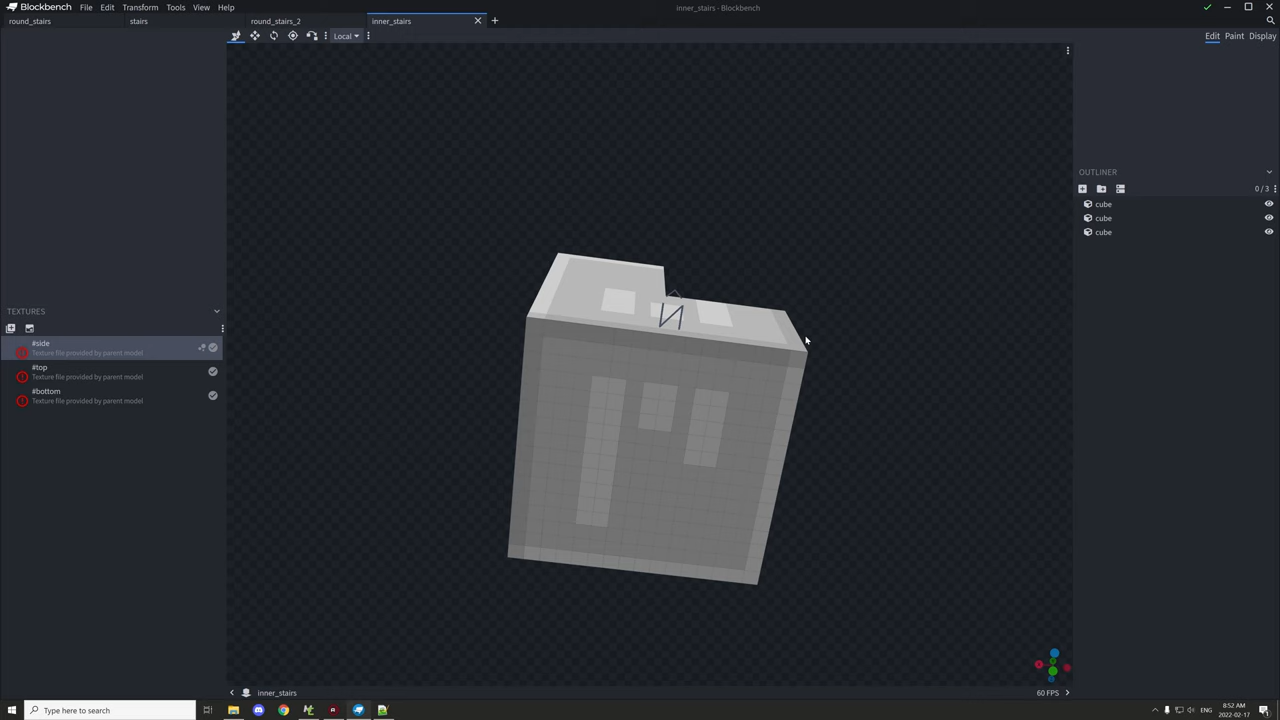 Blockbench
File
Edit
Transform
Tools
View
Help
inner_stairs - Blockbench
round_stairs
stairs
round_stairs_2
inner_stairs
Local
Edit
Paint
Display
OUTLINER
0 / 3
cube
cube
cube
TEXTURES
#side
Texture file provided by parent model
#top
Texture file provided by parent model
#bottom
Texture file provided by parent model
N
inner_stairs
60 FPS
Type here to search
ENG
8:52 AM
2022-02-17